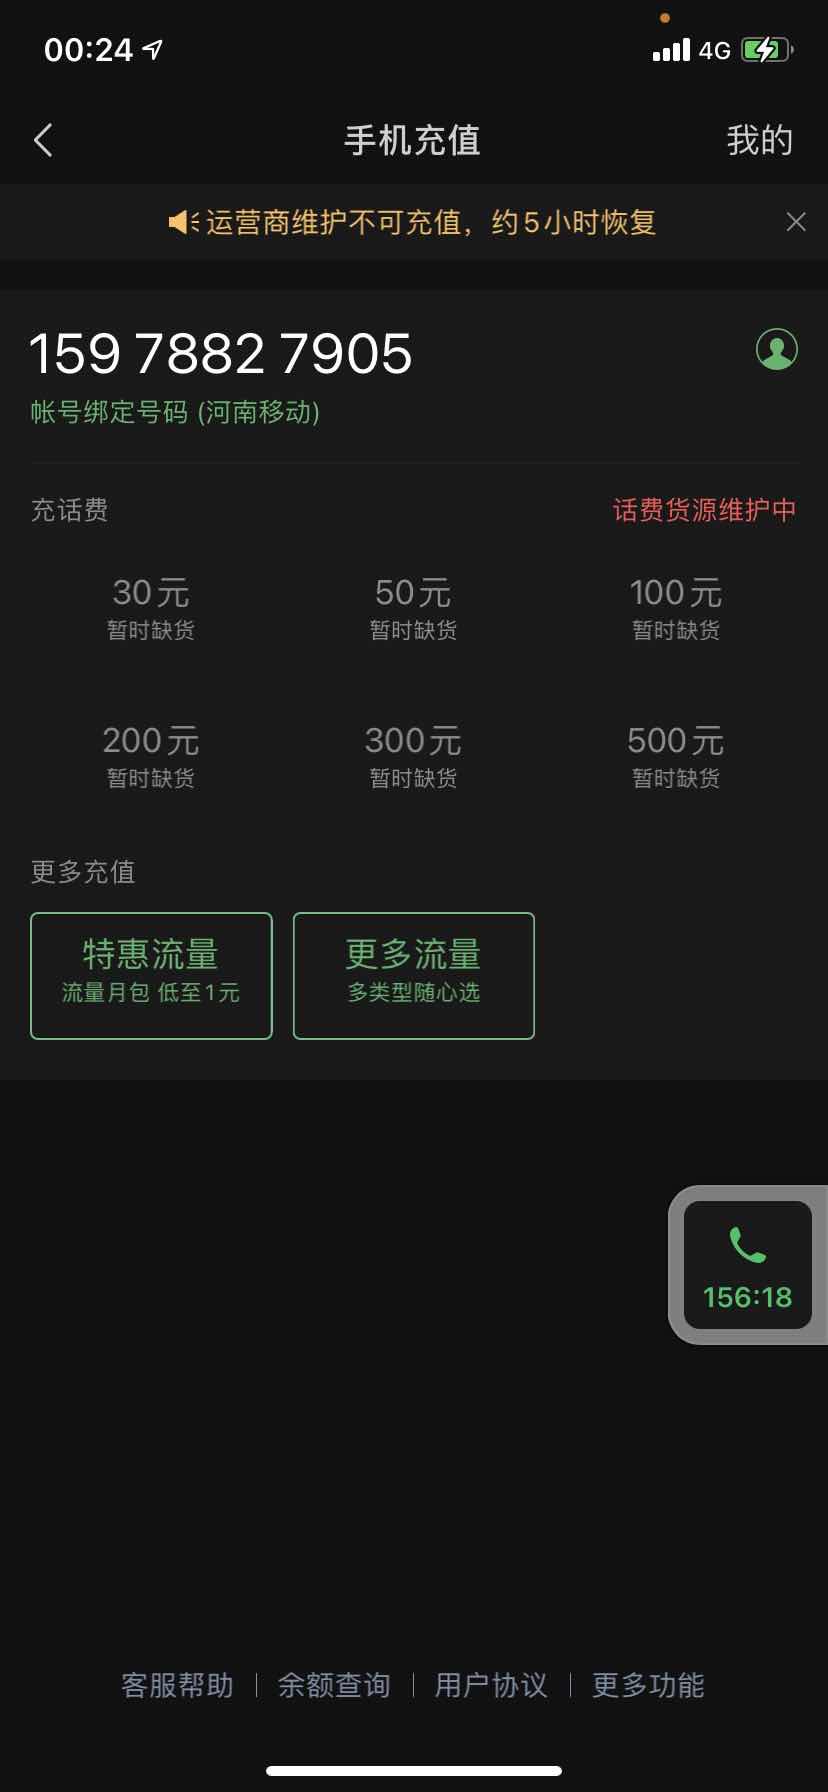 00:24
4G
手机充值
我的
运营商维护不可充值，约5小时恢复
159 7882 7905
帐号绑定号码 (河南移动)
充话费
话费货源维护中
30元
50元
100元
暂时缺货
暂时缺货
暂时缺货
200元
300元
500元
暂时缺货
暂时缺货
暂时缺货
更多充值
特惠流量
更多流量
流量月包 低至1元
多类型随心选
156:18
客服帮助
余额查询
用户协议
更多功能